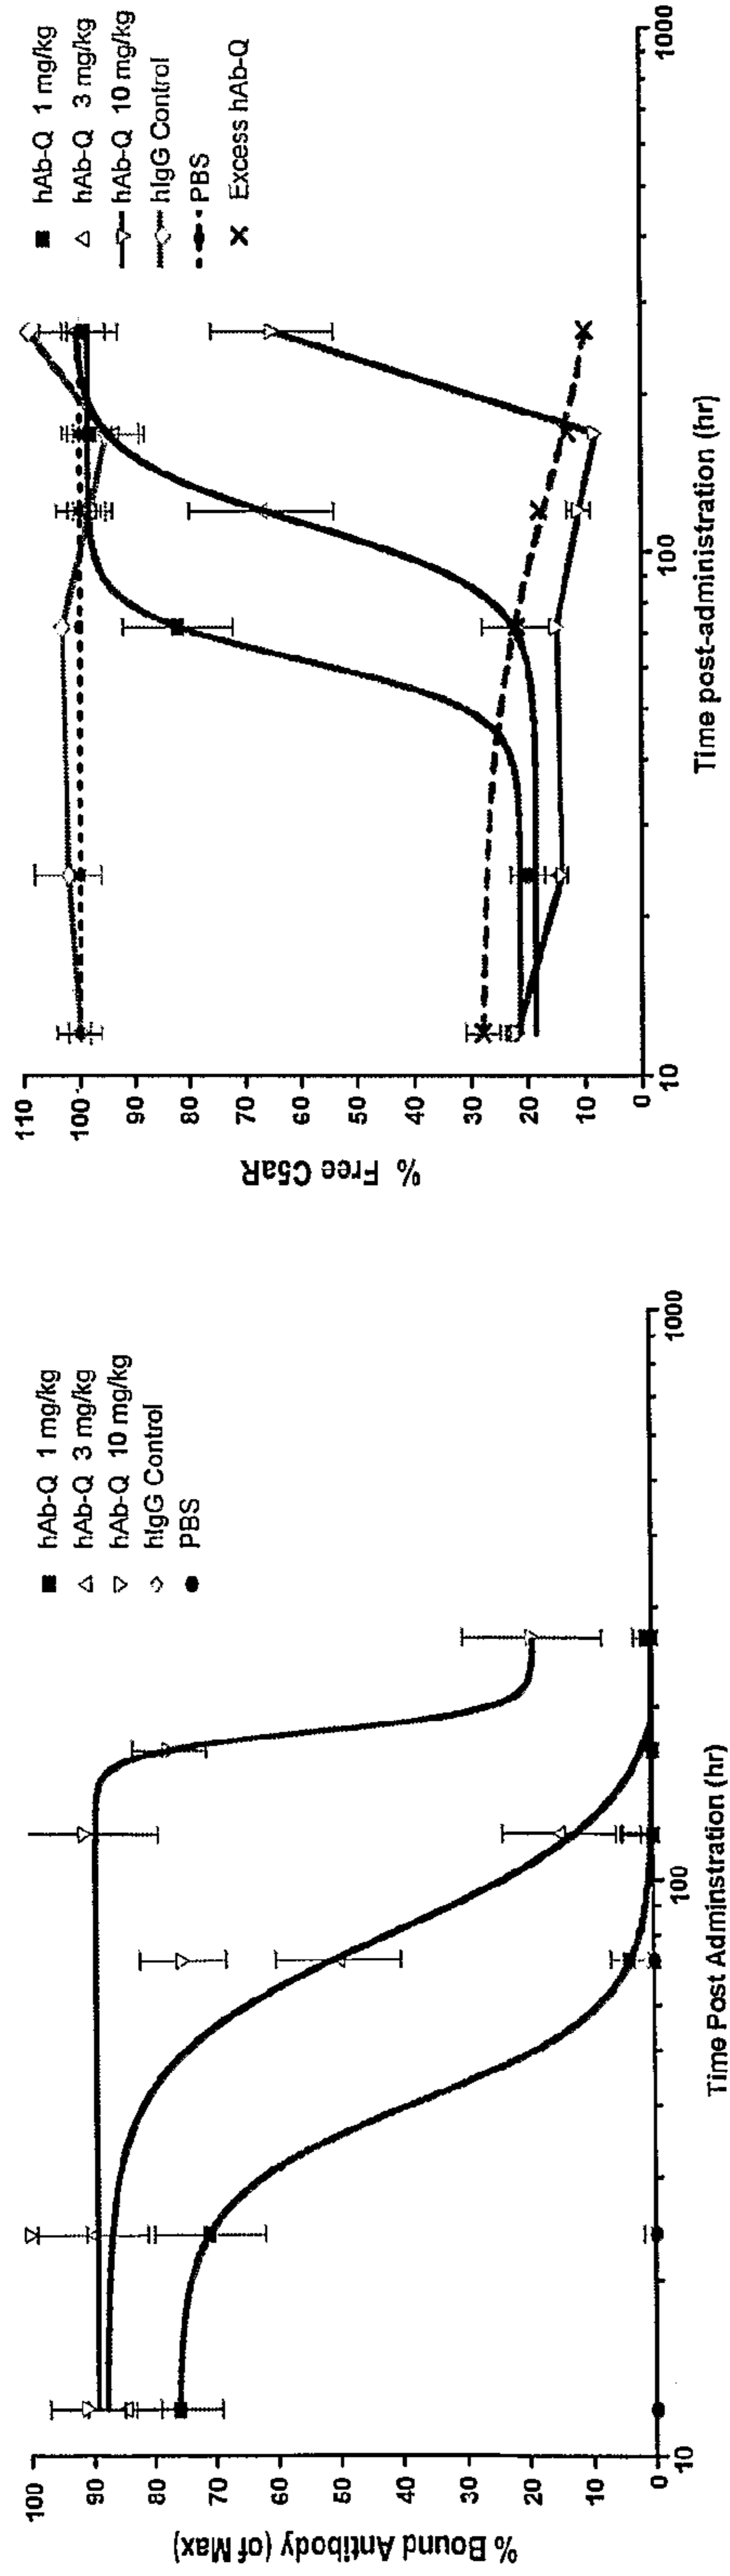 % Bound Antibody (of Max)
100
90
80
70
60
50
40
30
20
10
0
10
100
1000
Time Post Adminstration (hr)
hAb-Q 1 mg/kg
hAb-Q 3 mg/kg
hAb-Q 10 mg/kg
hIgG Control
PBS
% Free C5aR
110
100
90
80
70
60
50
40
30
20
10
0
10
100
1000
Time post-administration (hr)
hAb-Q 1 mg/kg
hAb-Q 3 mg/kg
hAb-Q 10 mg/kg
hIgG Control
PBS
Excess hAb-Q